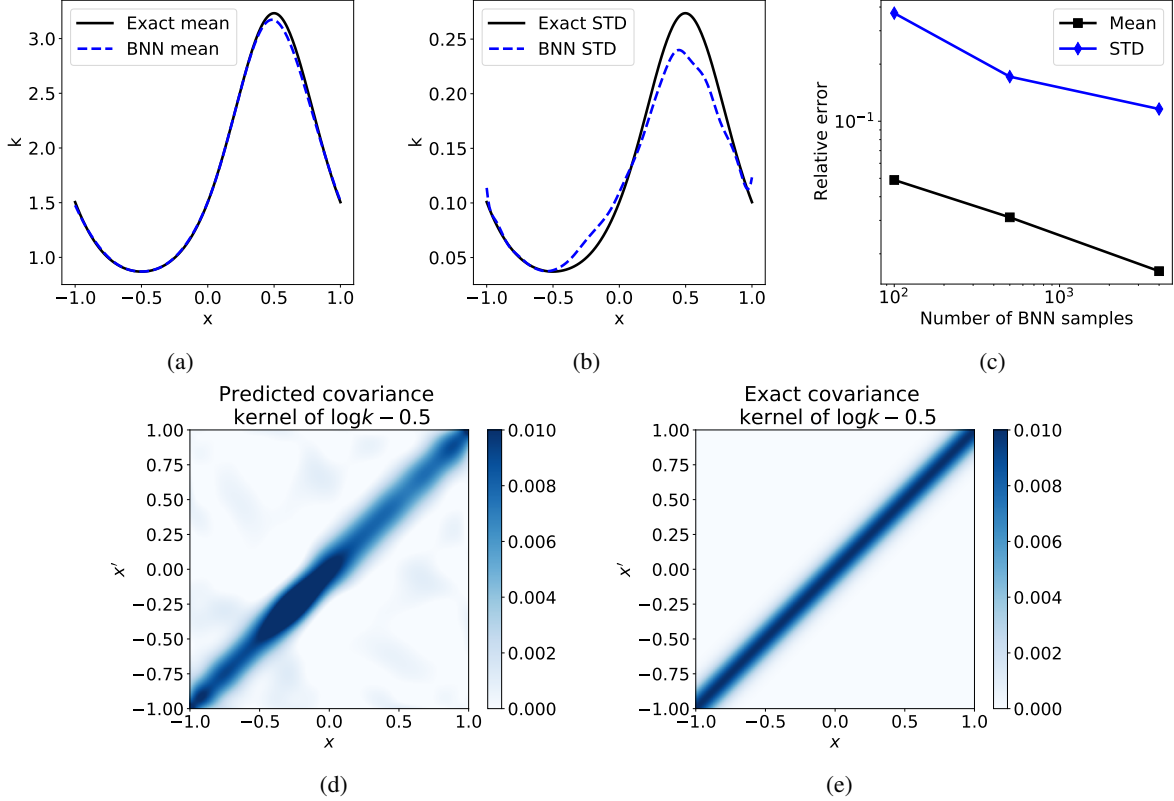 Exact mean
BNN mean
3.0
2.5
2.0
1.5
1.0
k
−1.0 −0.5 0.0 0.5 1.0
x
(a)
Exact STD
BNN STD
0.25
0.20
0.15
0.10
0.05
k
−1.0 −0.5 0.0 0.5 1.0
x
(b)
Mean
STD
10⁻¹
Relative error
10² 10³
Number of BNN samples
(c)
Predicted covariance
kernel of logk − 0.5
1.00
0.75
0.50
0.25
0.00
−0.25
−0.50
−0.75
−1.00
x′
−1.0 −0.5 0.0 0.5 1.0
x
0.010
0.008
0.006
0.004
0.002
0.000
(d)
Exact covariance
kernel of logk − 0.5
1.00
0.75
0.50
0.25
0.00
−0.25
−0.50
−0.75
−1.00
x′
−1.0 −0.5 0.0 0.5 1.0
x
0.010
0.008
0.006
0.004
0.002
0.000
(e)